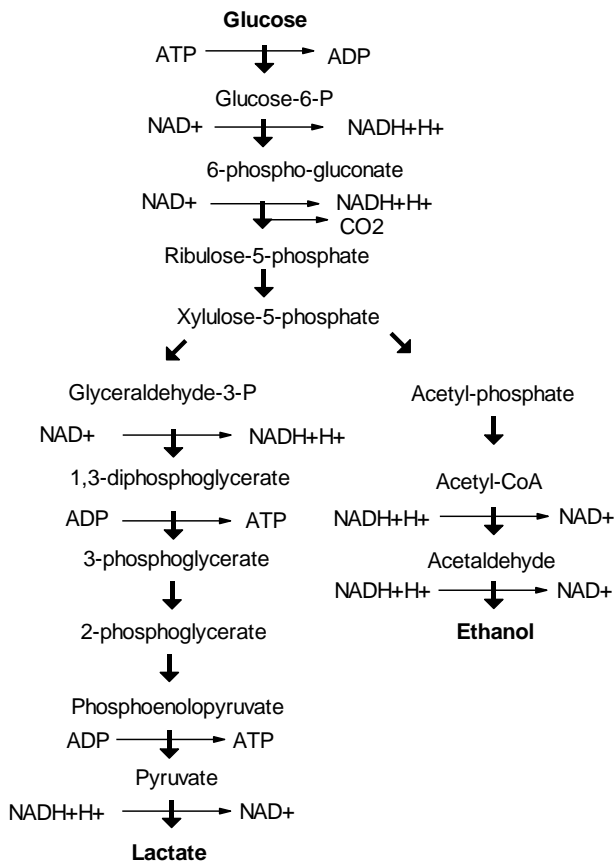 Glucose
ATP ADP
Glucose-6-P
NAD+ NADH+H+
6-phospho-gluconate
NAD+ NADH+H+
CO2
Ribulose-5-phosphate
Xylulose-5-phosphate
Glyceraldehyde-3-P
NAD+ NADH+H+
1,3-diphosphoglycerate
ADP ATP
3-phosphoglycerate
2-phosphoglycerate
Phosphoenolopyruvate
ADP ATP
Pyruvate
NADH+H+ NAD+
Lactate
Acetyl-phosphate
Acetyl-CoA
NADH+H+ NAD+
Acetaldehyde
NADH+H+ NAD+
Ethanol